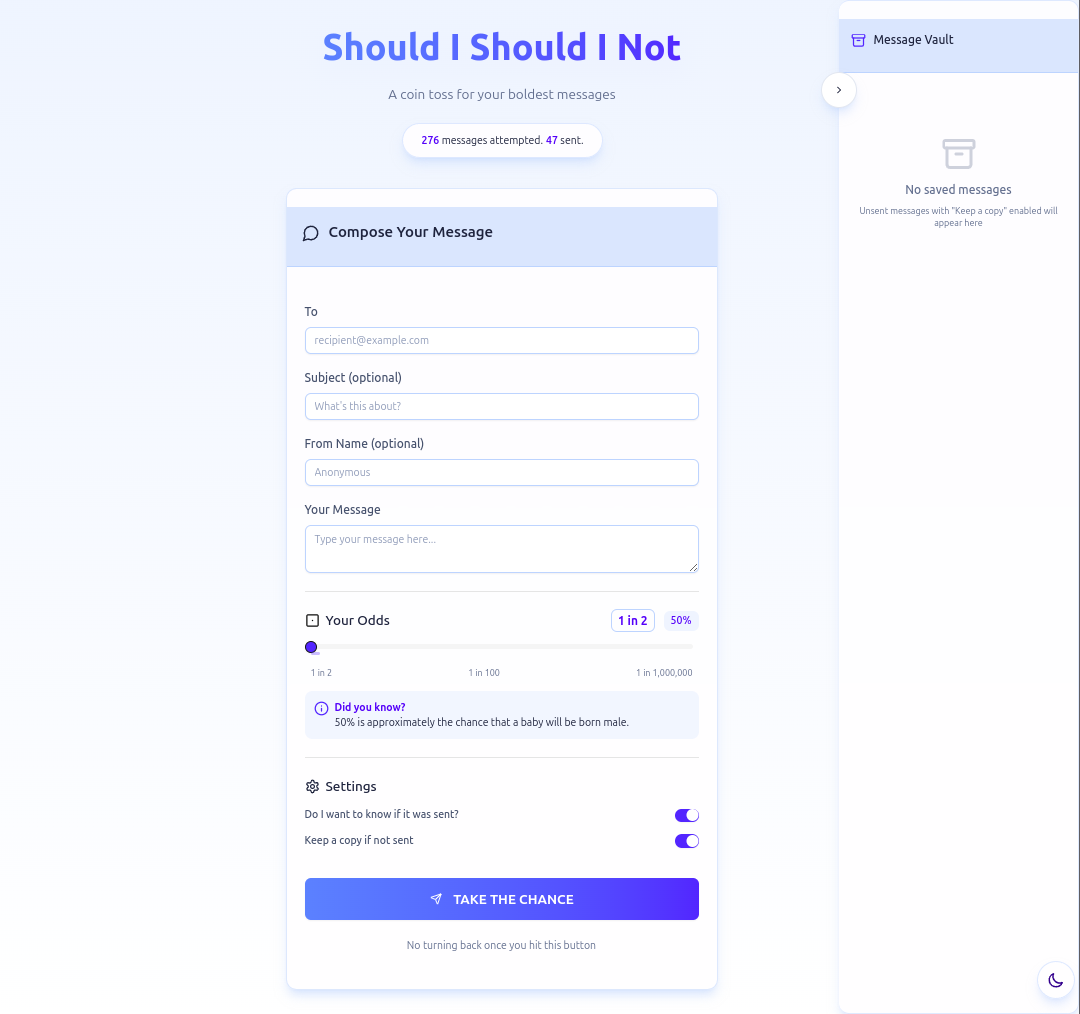 Should I Should I Not
A coin toss for your boldest messages
276 messages attempted. 47 sent.
Compose Your Message
To
recipient@example.com
Subject (optional)
What's this about?
From Name (optional)
Anonymous
Your Message
Type your message here...
Your Odds
1 in 2
50%
1 in 2
1 in 100
1 in 1,000,000
Did you know?
50% is approximately the chance that a baby will be born male.
Settings
Do I want to know if it was sent?
Keep a copy if not sent
TAKE THE CHANCE
No turning back once you hit this button
Message Vault
No saved messages
Unsent messages with "Keep a copy" enabled will
appear here